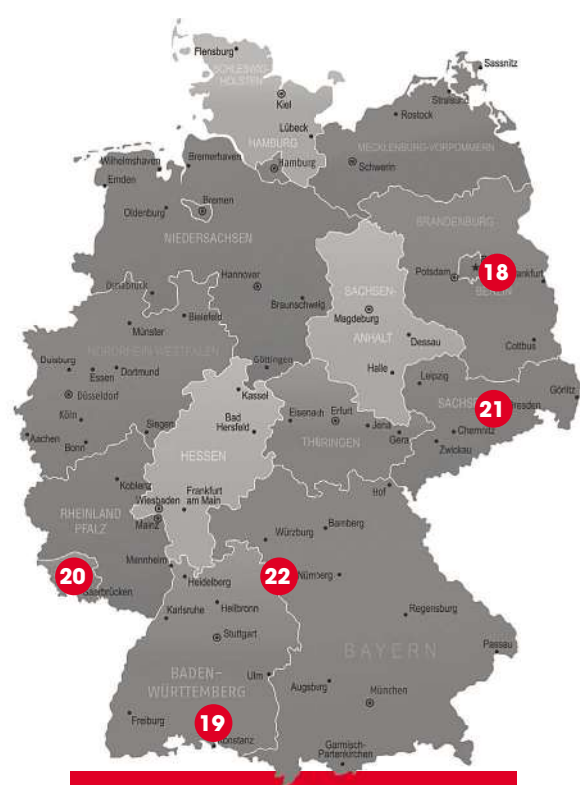 Flensburg
Sassnitz
SCHLESWIG-
HOLSTEIN
Kiel
Stralsund
Rostock
Lübeck
HAMBURG
MECKLENBURG-VORPOMMERN
Wilhelmshaven
Bremerhaven
Hamburg
Schwerin
Emden
Bremen
Oldenburg
BRANDENBURG-
NIEDERSACHSEN
Potsdam
18
Frankfurt
BERLIN
Hannover
Osnabrück
SACHSEN-
Braunschweig
Magdeburg
Bielefeld
Münster
ANHALT
Dessau
Cottbus
NORDRHEIN-WESTFALEN
Göttingen
Duisburg
Essen
Dortmund
Halle
Leipzig
Görlitz
Düsseldorf
Kassel
SACHSEN
21
Dresden
Köln
Bad
Hersfeld
Eisenach
Erfurt
Jena
Gera
Chemnitz
Aachen
Siegen
THÜRINGEN
Zwickau
Bonn
HESSEN
Koblenz
Hof
Wiesbaden
Frankfurt
am Main
RHEINLAND
PFALZ
Mainz
Bamberg
Würzburg
Mannheim
20
22
Nürnberg
Heidelberg
Saarbrücken
Karlsruhe
Heilbronn
Regensburg
Stuttgart
Passau
BAYERN
BADEN-
WÜRTTEMBERG
Ulm
Augsburg
München
Freiburg
19
Konstanz
Garmisch-
Partenkirchen